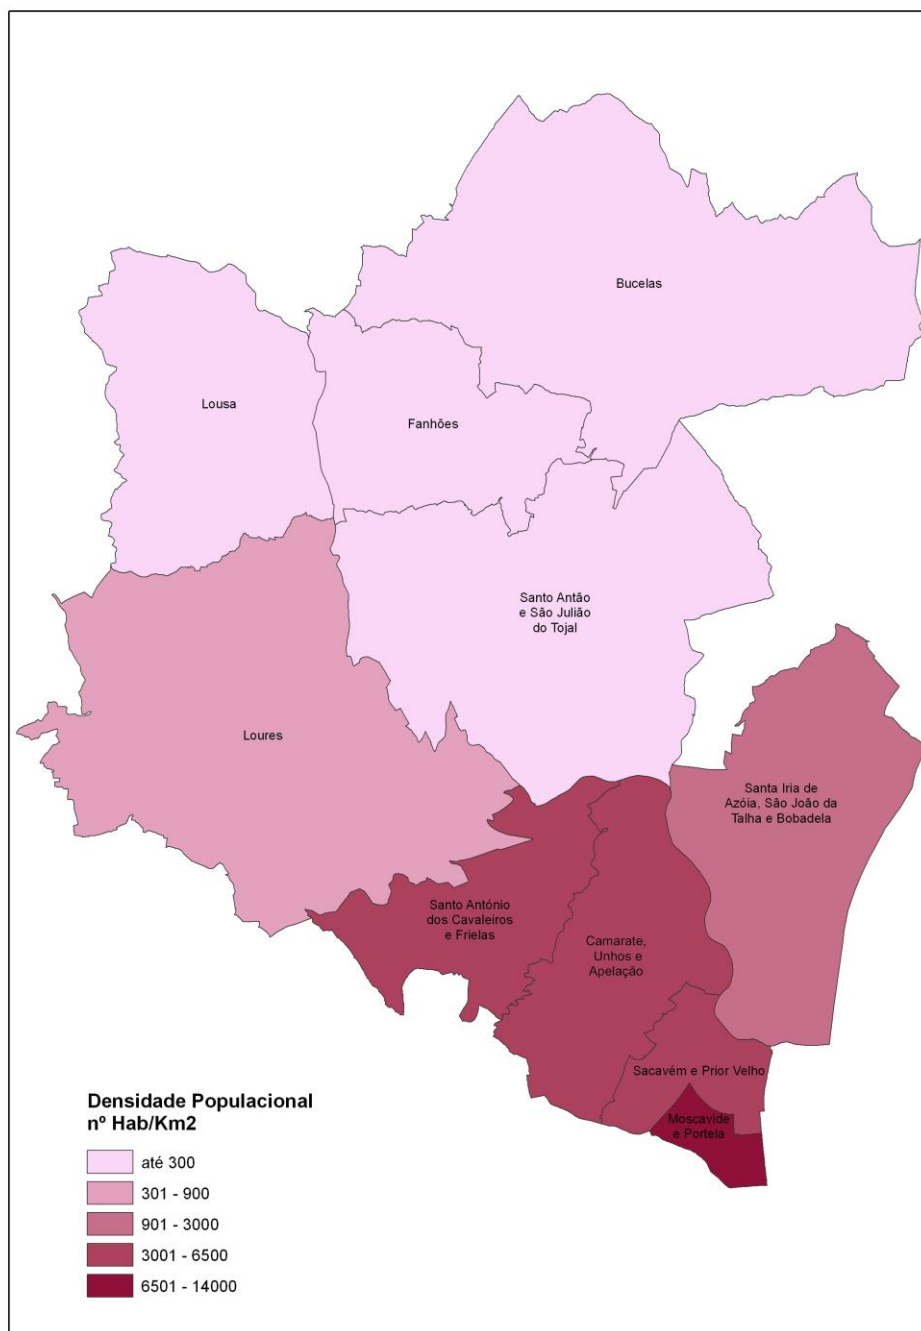 Bucelas
Lousa
Fanhões
Santo Antão
e São Julião
do Tojal
Loures
Santa Iria de
Azóia, São João da
Talha e Bobadela
Santo António
dos Cavaleiros
e Frielas
Camarate,
Unhos e
Apelação
Sacavém e Prior Velho
Moscavide
e Portela
Densidade Populacional
nº Hab/Km2
até 300
301 - 900
901 - 3000
3001 - 6500
6501 - 14000